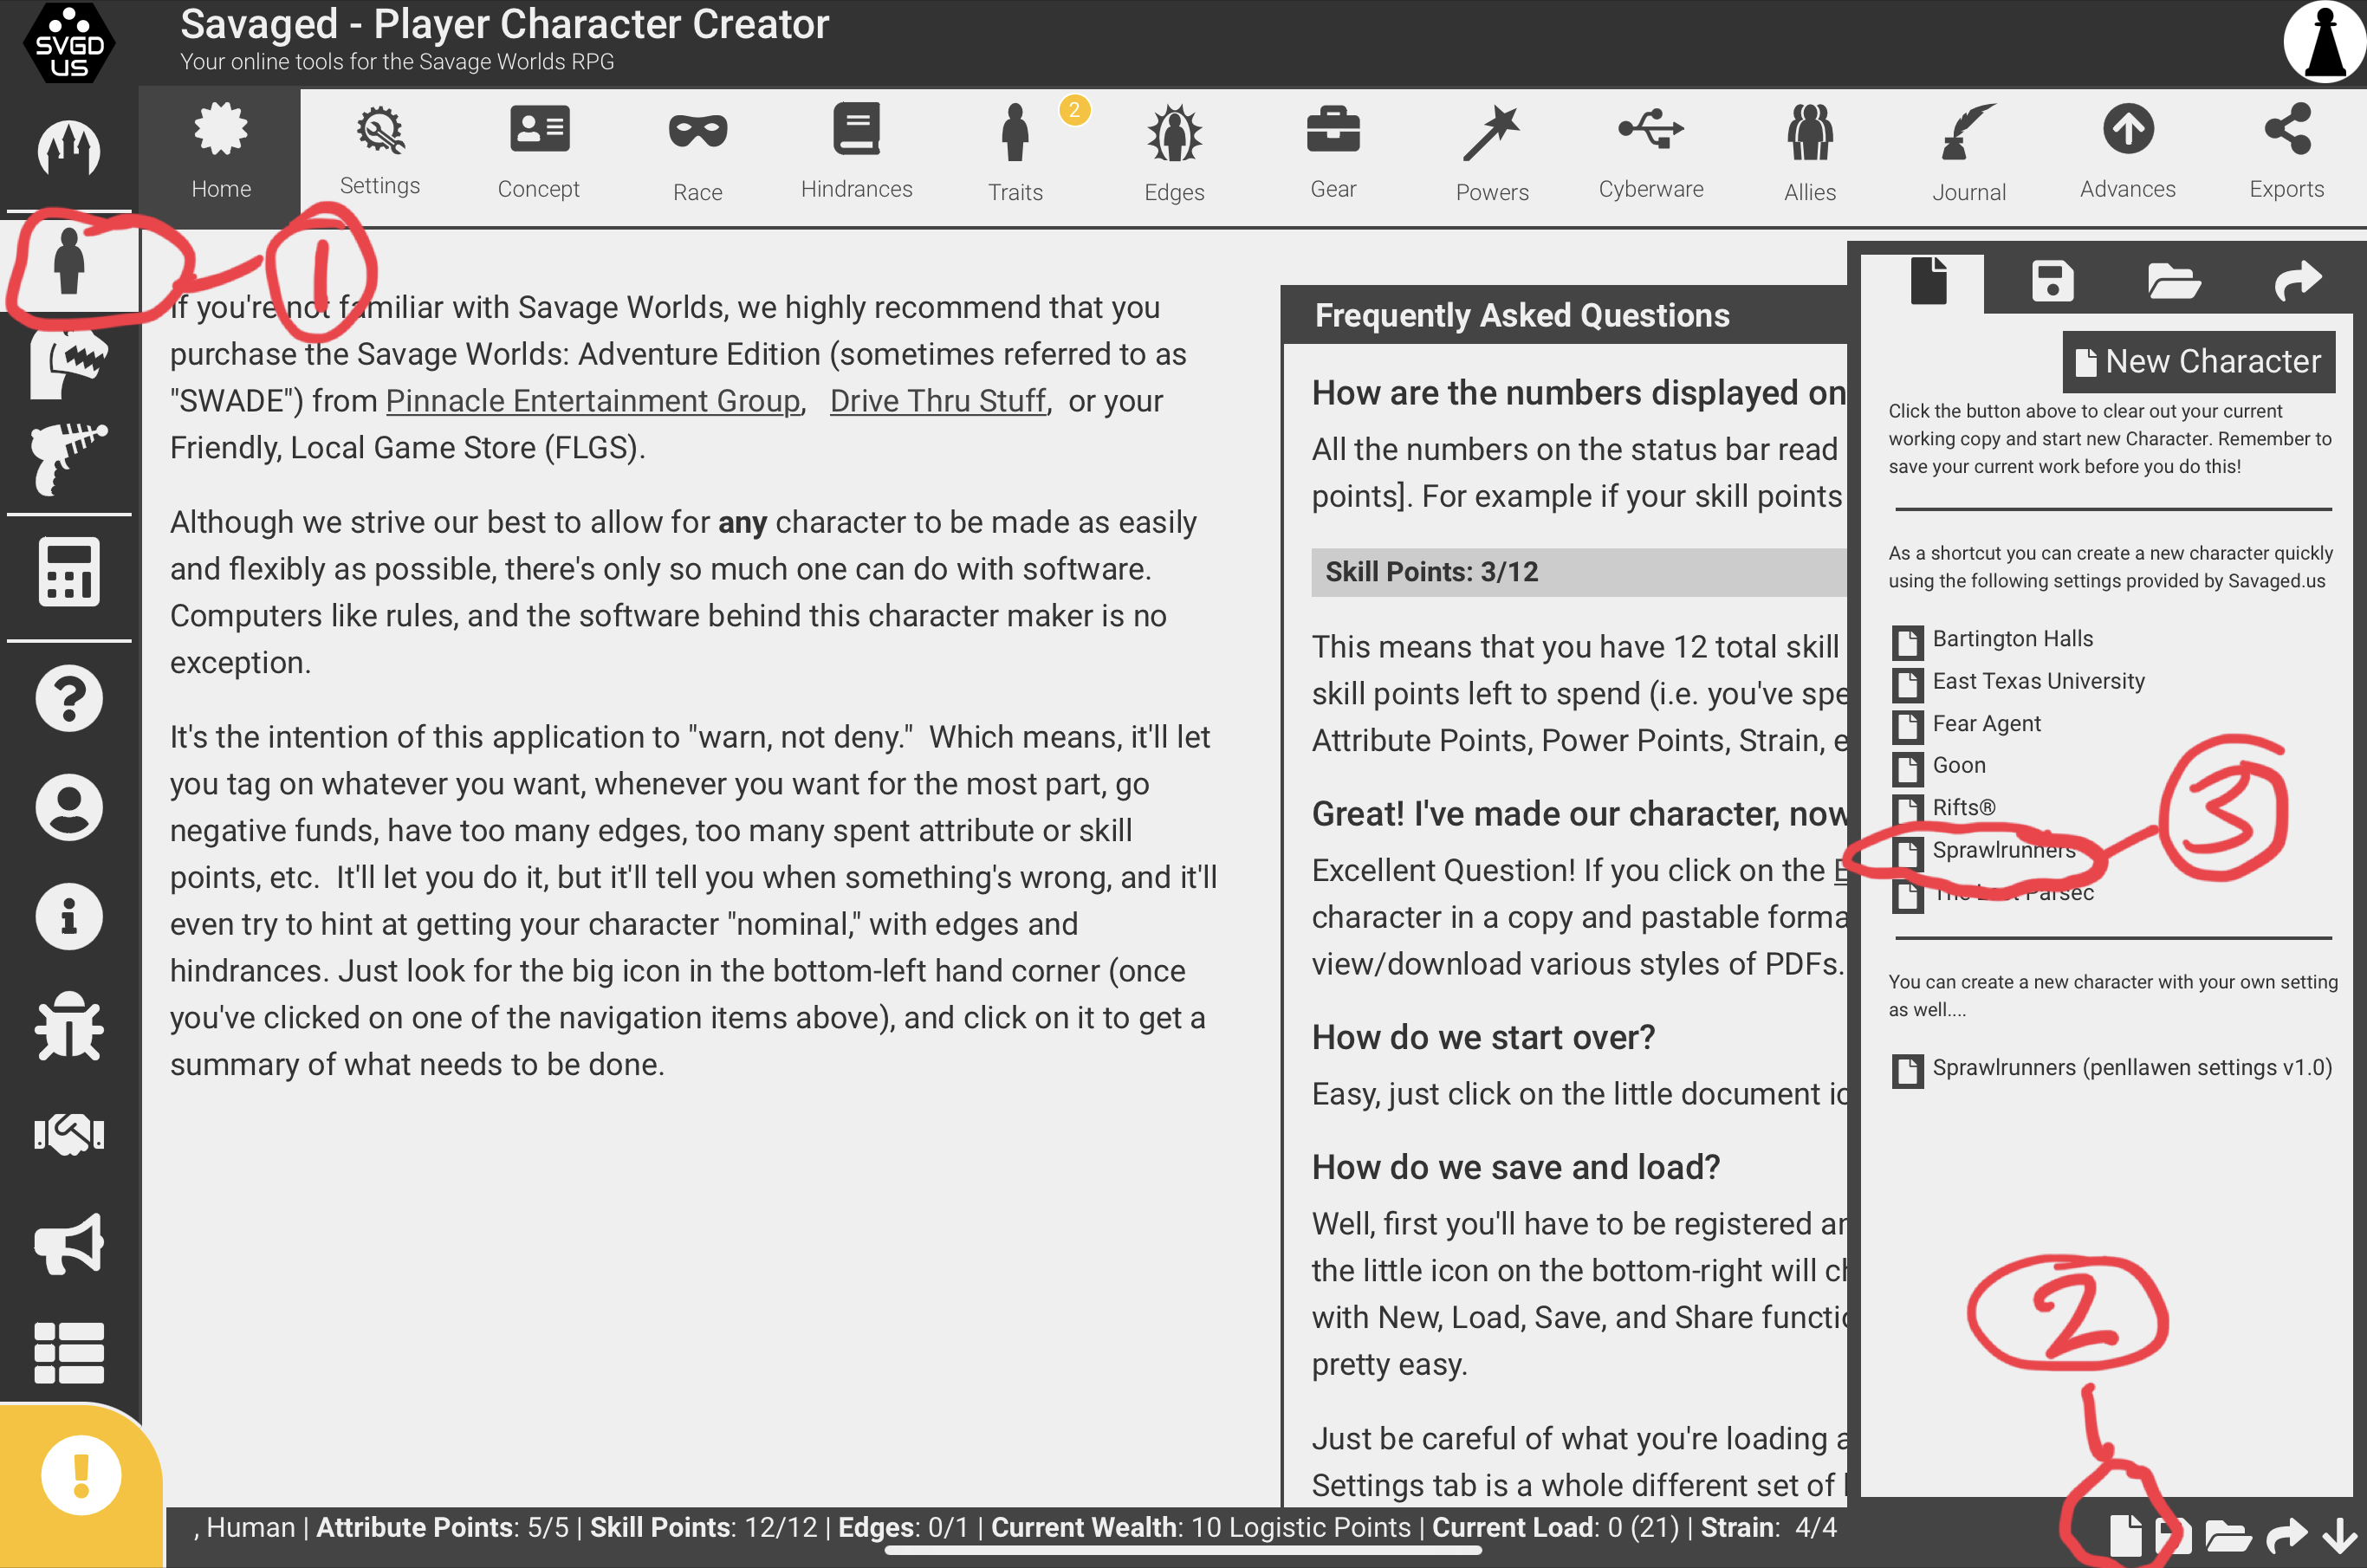 SVGD
US
Savaged - Player Character Creator
Your online tools for the Savage Worlds RPG
Home
Settings
Concept
Race
Hindrances
Traits
2
Edges
Gear
Powers
Cyberware
Allies
Journal
Advances
Exports
1
If you're not familiar with Savage Worlds, we highly recommend that you
purchase the Savage Worlds: Adventure Edition (sometimes referred to as
"SWADE") from Pinnacle Entertainment Group, Drive Thru Stuff, or your
Friendly, Local Game Store (FLGS).
Although we strive our best to allow for any character to be made as easily
and flexibly as possible, there's only so much one can do with software.
Computers like rules, and the software behind this character maker is no
exception.
It's the intention of this application to "warn, not deny." Which means, it'll let
you tag on whatever you want, whenever you want for the most part, go
negative funds, have too many edges, too many spent attribute or skill
points, etc. It'll let you do it, but it'll tell you when something's wrong, and it'll
even try to hint at getting your character "nominal," with edges and
hindrances. Just look for the big icon in the bottom-left hand corner (once
you've clicked on one of the navigation items above), and click on it to get a
summary of what needs to be done.
Frequently Asked Questions
How are the numbers displayed on
All the numbers on the status bar read
points]. For example if your skill points
Skill Points: 3/12
This means that you have 12 total skill
skill points left to spend (i.e. you've spe
Attribute Points, Power Points, Strain, e
Great! I've made our character, now
Excellent Question! If you click on the E
character in a copy and pastable forma
view/download various styles of PDFs.
How do we start over?
Easy, just click on the little document ic
How do we save and load?
Well, first you'll have to be registered an
the little icon on the bottom-right will ch
with New, Load, Save, and Share functio
pretty easy.
Just be careful of what you're loading a
Settings tab is a whole different set of
New Character
Click the button above to clear out your current
working copy and start new Character. Remember to
save your current work before you do this!
As a shortcut you can create a new character quickly
using the following settings provided by Savaged.us
Bartington Halls
East Texas University
Fear Agent
Goon
Rifts®
Sprawlrunners
3
The Last Parsec
You can create a new character with your own setting
as well....
Sprawlrunners (penllawen settings v1.0)
2
, Human | Attribute Points: 5/5 | Skill Points: 12/12 | Edges: 0/1 | Current Wealth: 10 Logistic Points | Current Load: 0 (21) | Strain: 4/4